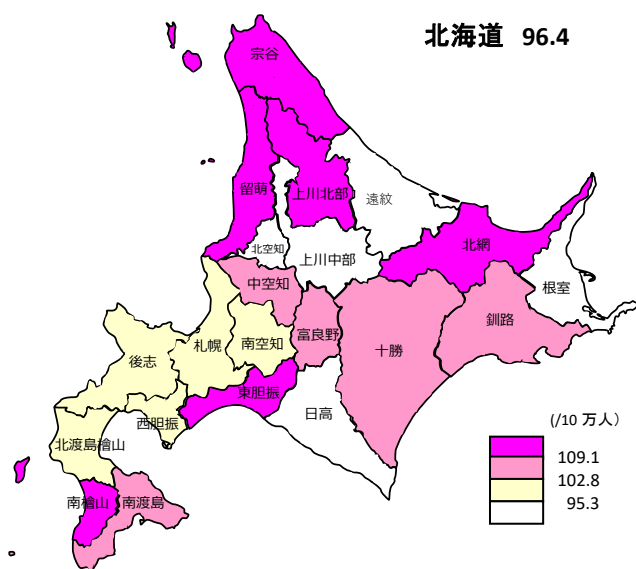 北海道 96.4
宗谷
留萌
上川北部
遠紋
北空知
上川中部
北網
中空知
根室
釧路
富良野
十勝
札幌
南空知
後志
東胆振
西胆振
日高
北渡島檜山
南檜山
南渡島
(/10 万人)
109.1
102.8
95.3